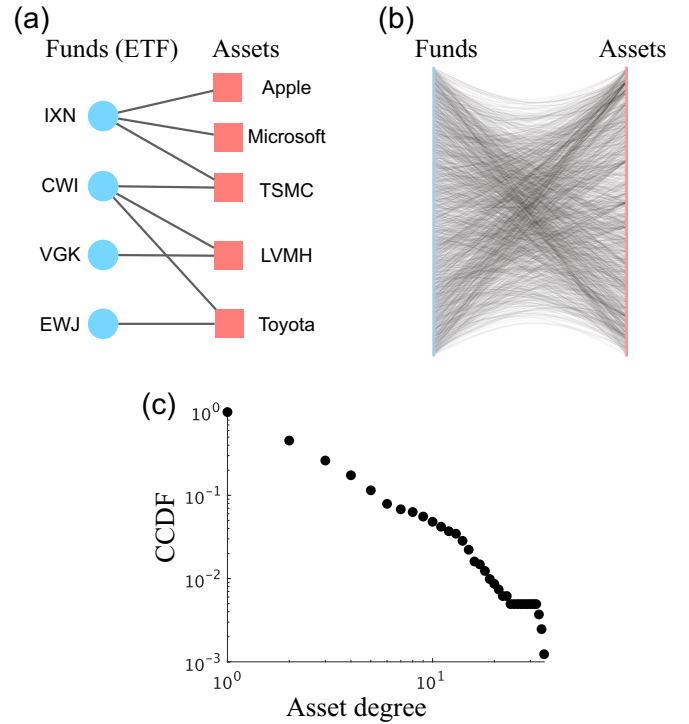 (a)
Funds (ETF) Assets
IXN
CWI
VGK
EWJ
Apple
Microsoft
TSMC
LVMH
Toyota
(b)
Funds Assets
(c)
CCDF
10^0
10^-1
10^-2
10^-3
10^0 10^1
Asset degree